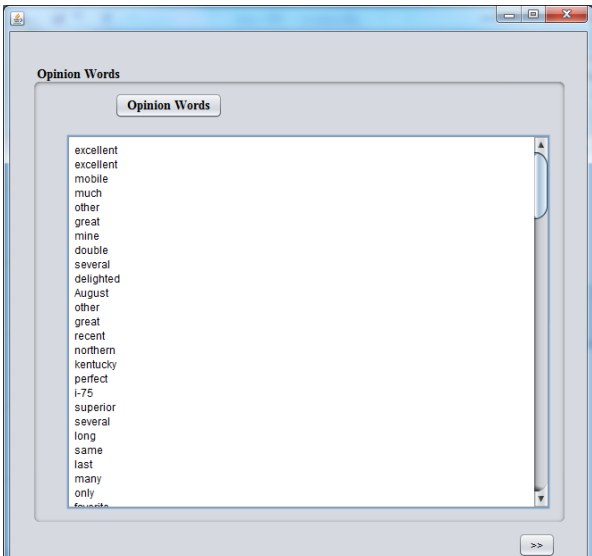 Opinion Words
Opinion Words
excellent
excellent
mobile
much
other
great
mine
double
several
delighted
August
other
great
recent
northern
kentucky
perfect
i-75
superior
several
long
same
last
many
only
favorite
>>